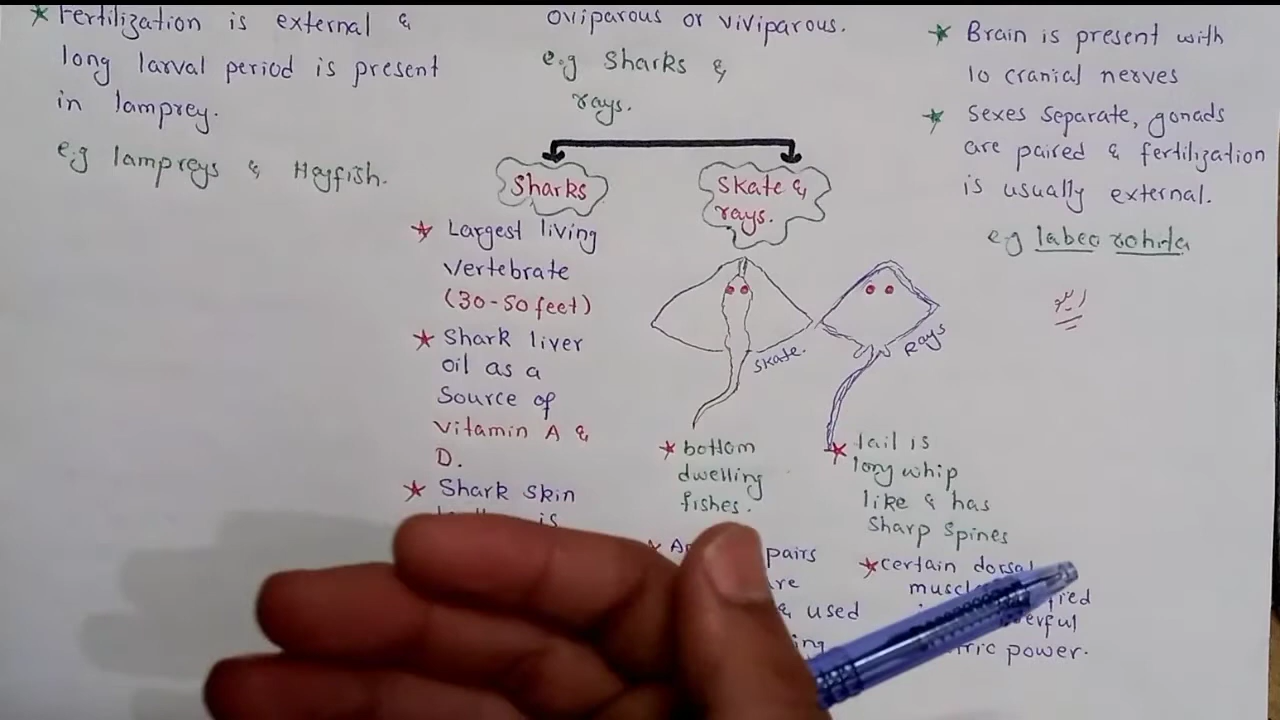 ★ Fertilization is external &
long larval period is present
in lamprey.
e.g lampreys & Hagfish.
oviparous or viviparous.
e.g Sharks &
rays.
Sharks
★ Largest living
vertebrate
(30-50 feet)
★ Shark liver
oil as a
Source of
vitamin A &
D.
★ Shark Skin
is
Skate &
rays.
Skate.
Rays
★ bottom
dwelling
fishes.
★ pairs
& used
★ Tail is
long whip
like & has
Sharp Spines
★ certain dorsal
power.
★ Brain is present with
10 cranial nerves
★ Sexes Separate, gonads
are paired & fertilization
is usually external.
e.g labeo rohita